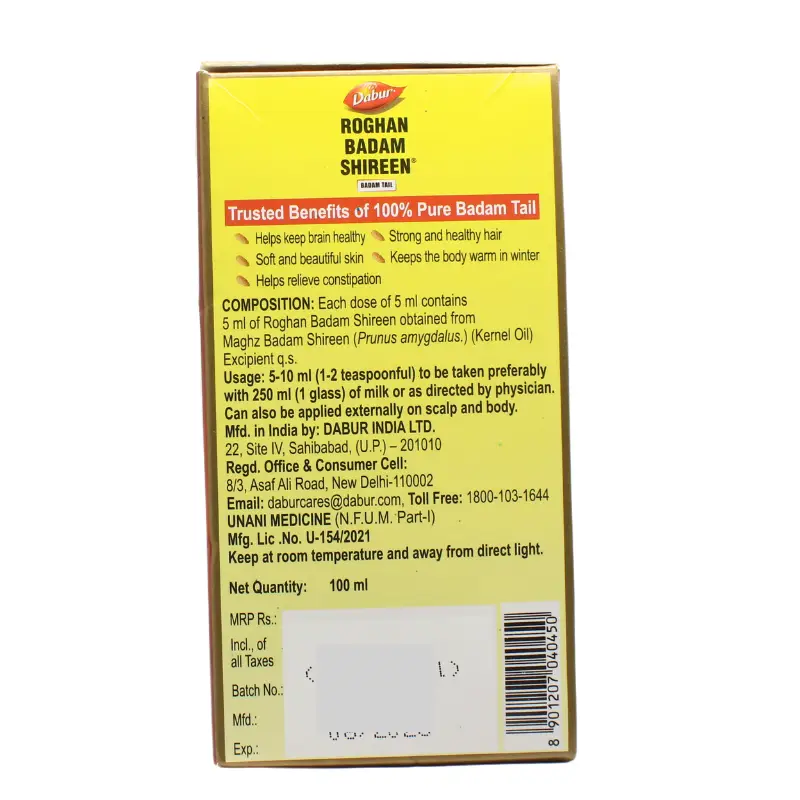 Dabur
ROGHAN
BADAM
SHIREEN®
BADAM TAIL
Trusted Benefits of 100% Pure Badam Tail
Helps keep brain healthy Strong and healthy hair
Soft and beautiful skin Keeps the body warm in winter
Helps relieve constipation
COMPOSITION: Each dose of 5 ml contains
5 ml of Roghan Badam Shireen obtained from
Maghz Badam Shireen (Prunus amygdalus.) (Kernel Oil)
Excipient q.s.
Usage: 5-10 ml (1-2 teaspoonful) to be taken preferably
with 250 ml (1 glass) of milk or as directed by physician.
Can also be applied externally on scalp and body.
Mfd. in India by: DABUR INDIA LTD.
22, Site IV, Sahibabad, (U.P.) – 201010
Regd. Office & Consumer Cell:
8/3, Asaf Ali Road, New Delhi-110002
Email: daburcares@dabur.com, Toll Free: 1800-103-1644
UNANI MEDICINE (N.F.U.M. Part-I)
Mfg. Lic .No. U-154/2021
Keep at room temperature and away from direct light.
Net Quantity: 100 ml
MRP Rs.:
Incl., of
all Taxes
Batch No.:
Mfd.:
Exp.:
8 901207 040450